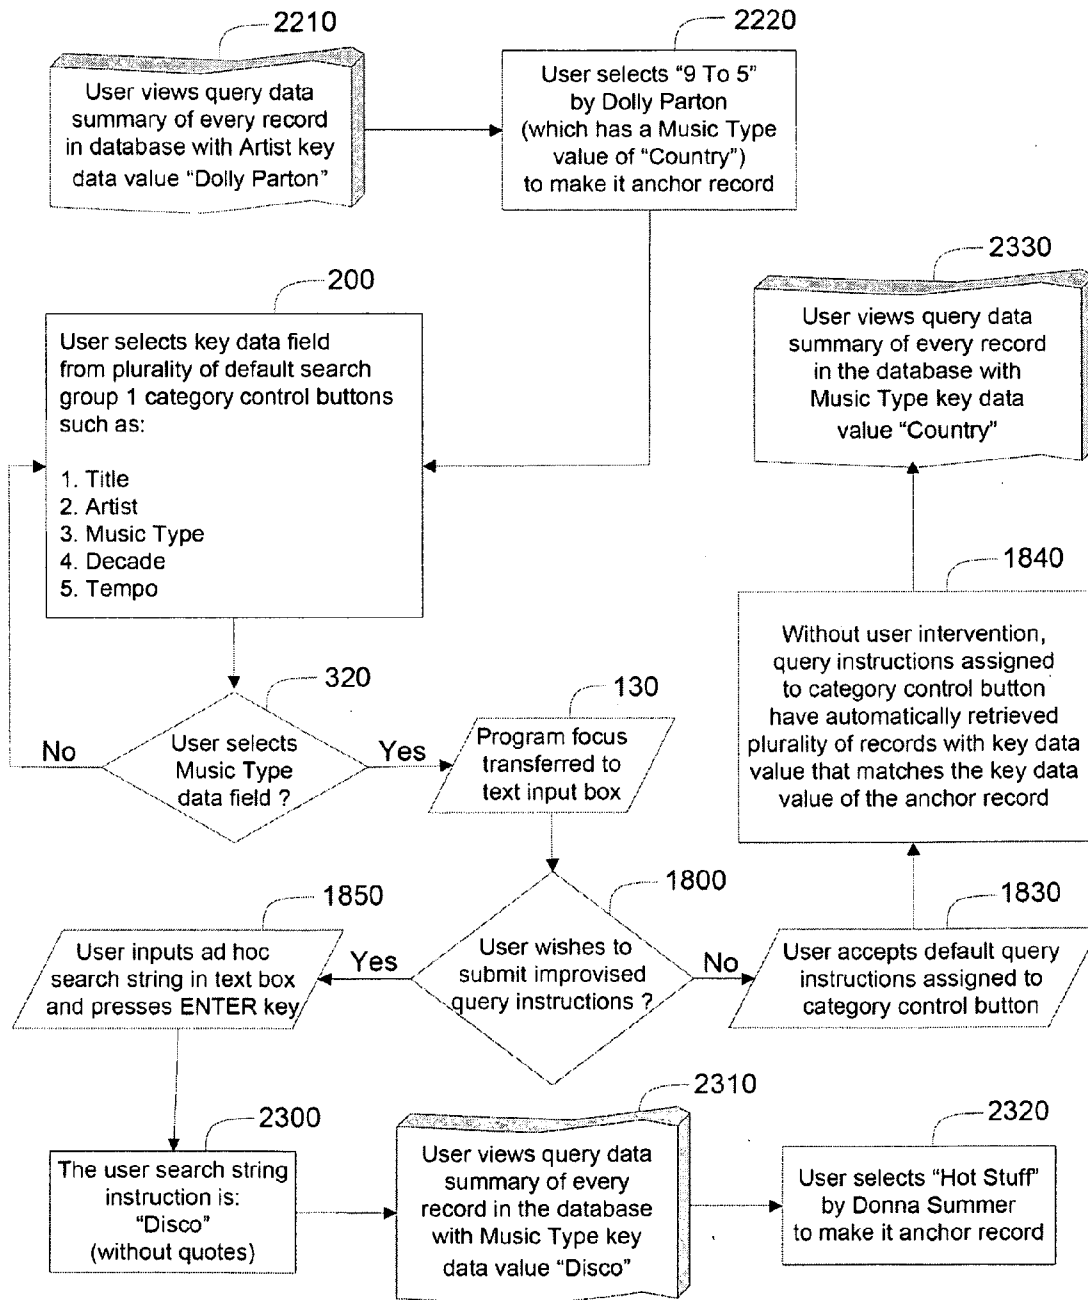 2210
User views query data
summary of every record
in database with Artist key
data value “Dolly Parton”
2220
User selects “9 To 5”
by Dolly Parton
(which has a Music Type
value of “Country”)
to make it anchor record
200
User selects key data field
from plurality of default search
group 1 category control buttons
such as:
1. Title
2. Artist
3. Music Type
4. Decade
5. Tempo
2330
User views query data
summary of every record
in the database with
Music Type key data
value “Country”
320
User selects
Music Type
data field ?
No
Yes
130
Program focus
transferred to
text input box
1840
Without user intervention,
query instructions assigned
to category control button
have automatically retrieved
plurality of records with key data
value that matches the key data
value of the anchor record
1800
User wishes to
submit improvised
query instructions ?
Yes
No
1850
User inputs ad hoc
search string in text box
and presses ENTER key
1830
User accepts default query
instructions assigned to
category control button
2300
The user search string
instruction is:
“Disco”
(without quotes)
2310
User views query data
summary of every
record in the database
with Music Type key
data value “Disco”
2320
User selects “Hot Stuff”
by Donna Summer
to make it anchor record